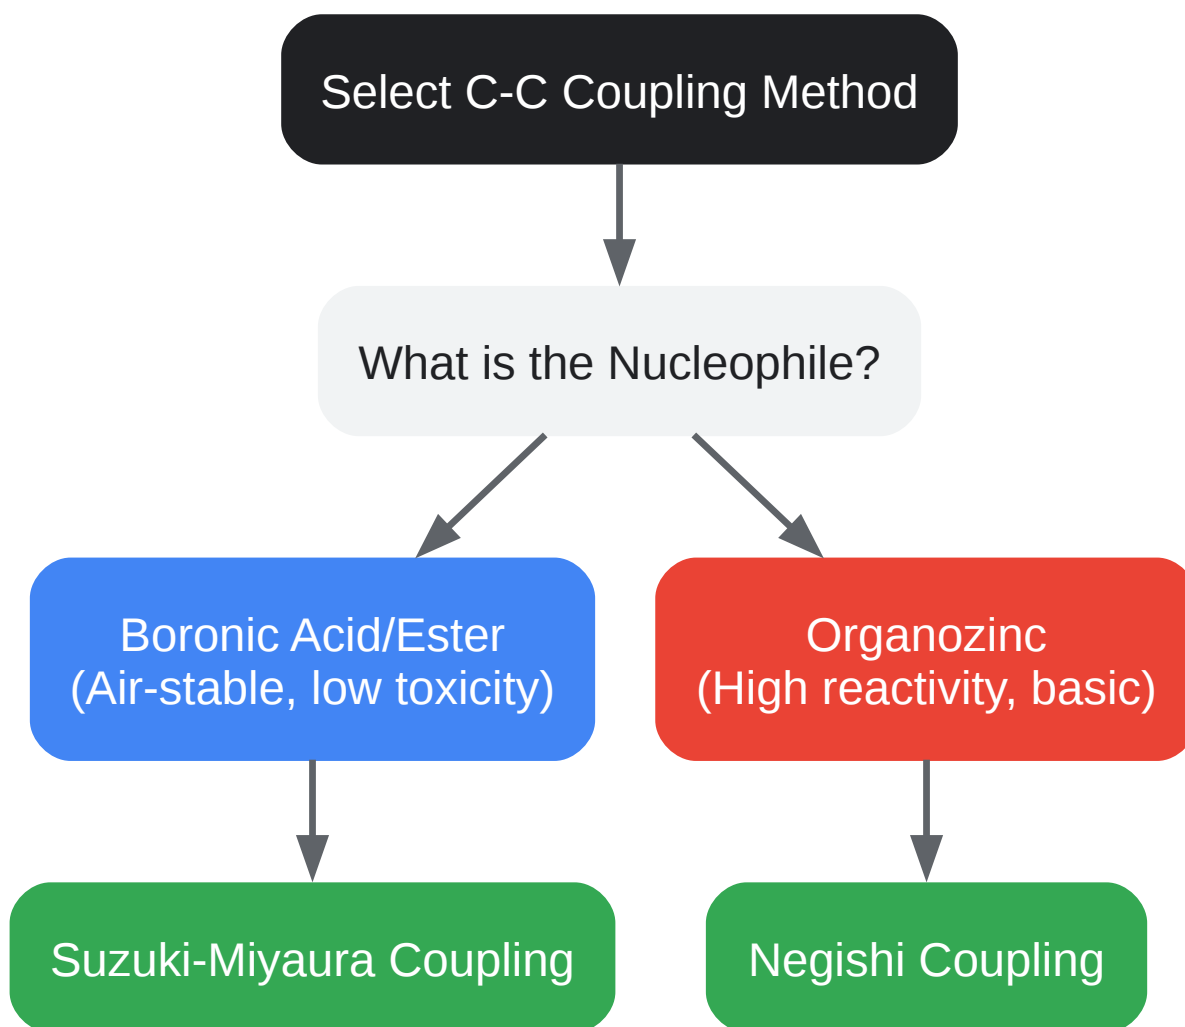 Select C-C Coupling Method
What is the Nucleophile?
Boronic Acid/Ester
(Air-stable, low toxicity)
Organozinc
(High reactivity, basic)
Suzuki-Miyaura Coupling
Negishi Coupling